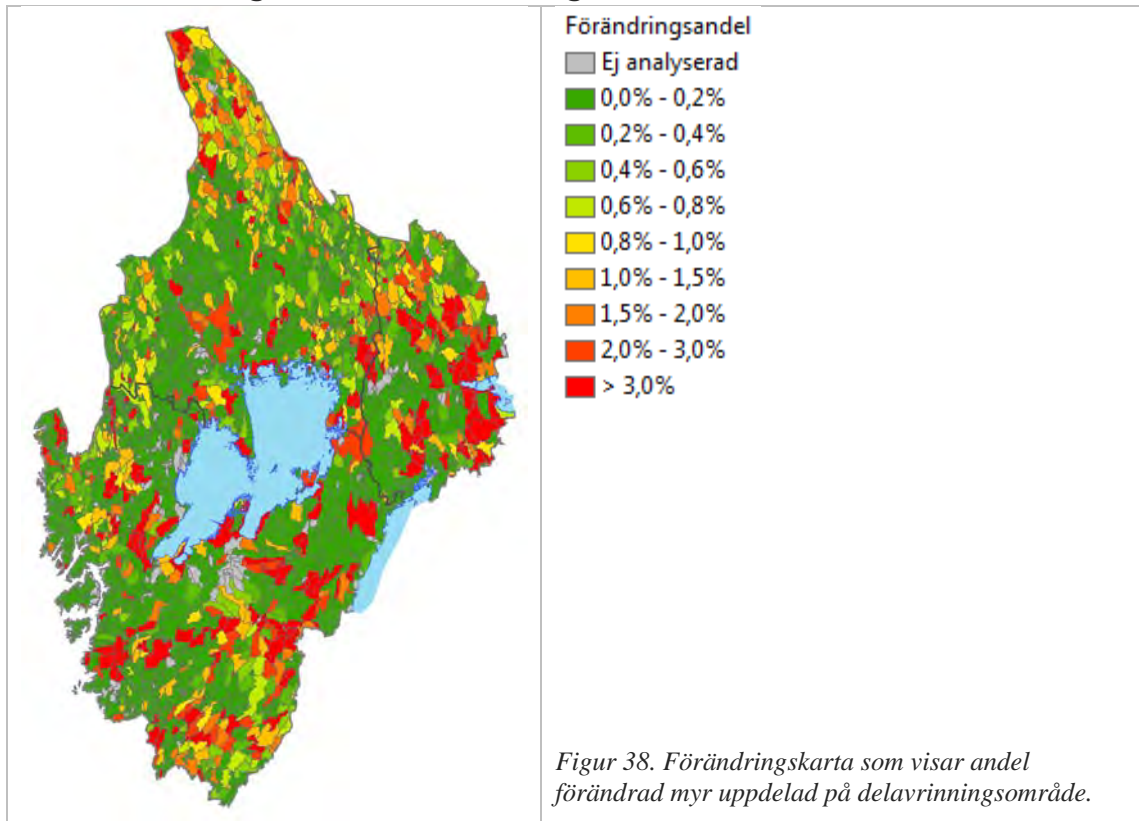 Förändringsandel
Ej analyserad
0,0% - 0,2%
0,2% - 0,4%
0,4% - 0,6%
0,6% - 0,8%
0,8% - 1,0%
1,0% - 1,5%
1,5% - 2,0%
2,0% - 3,0%
> 3,0%
Figur 38. Förändringskarta som visar andel
förändrad myr uppdelad på delavrinningsområde.